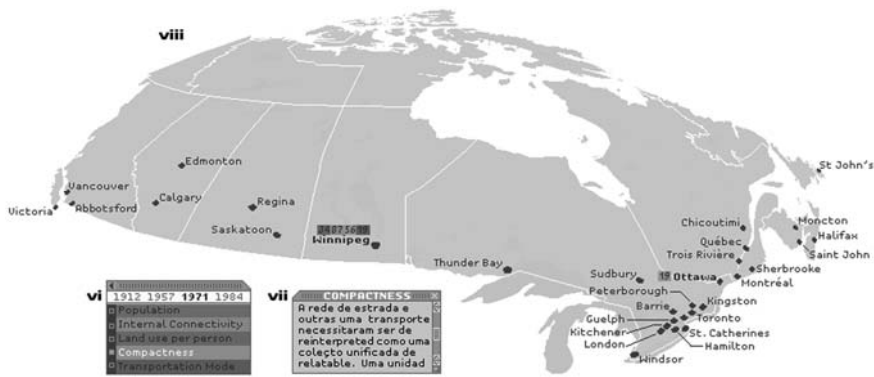 viii
Edmonton
St John's
Vancouver
Victoria
Abbotsford
Calgary
Regina
Saskatoon
Winnipeg
Thunder Bay
Chicoutimi
Moncton
Québec
Halifax
Trois Rivière
Saint John
Sudbury
19 Ottawa
Sherbrooke
Montréal
Peterborough
Kingston
Barrie
Toronto
Guelph
Kitchener
St. Catherines
London
Hamilton
Windsor
vi
1912 1957 1971 1984
Population
Internal Connectivity
Land use per person
Compactness
Transportation Mode
vii
COMPACTNESS
A rede de estrada e
outras uma transporte
necessitaram ser de
reinterpreted como uma
colecto unificada de
relatable. Uma unidad